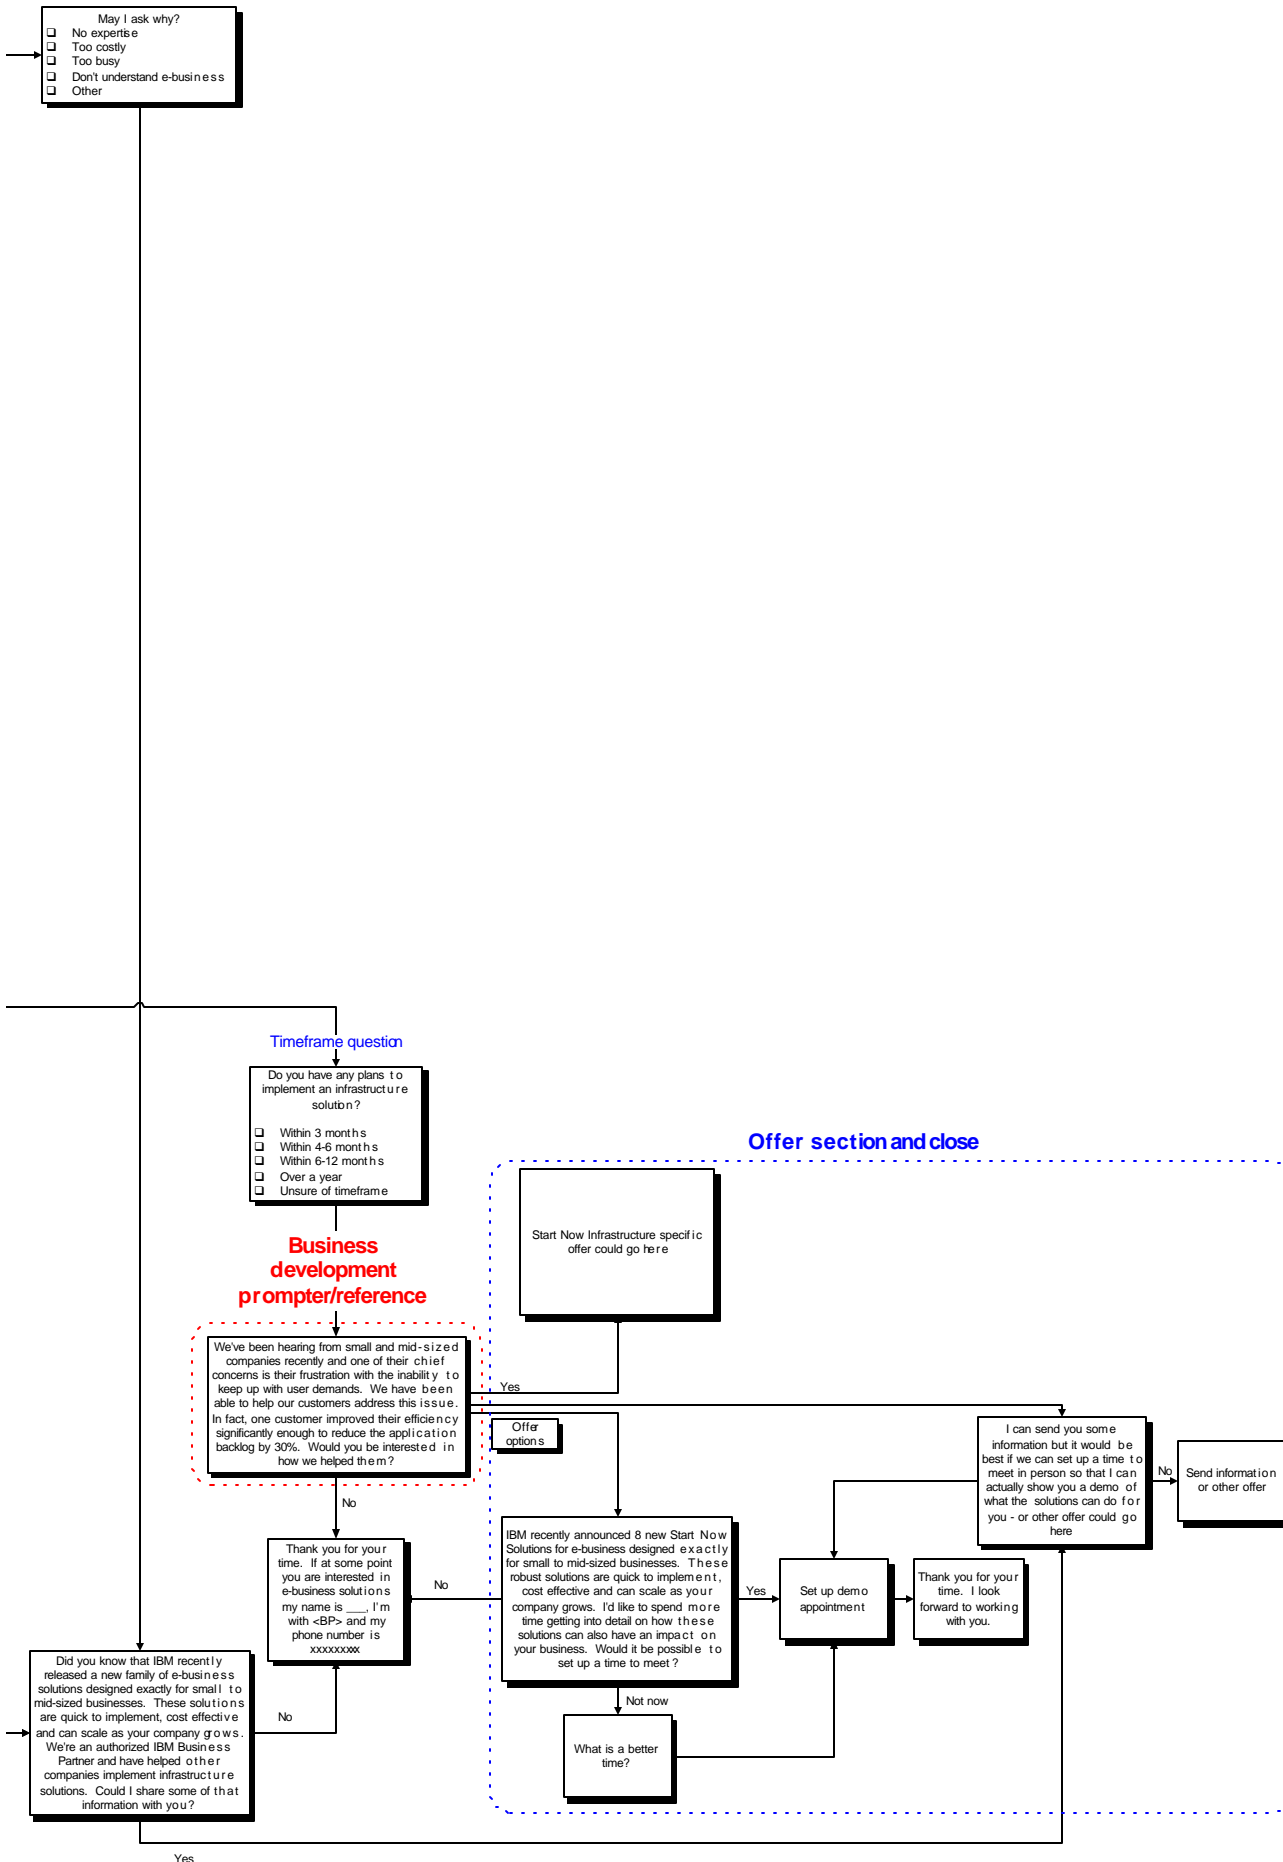 May I ask why?
❑ No expertise
❑ Too costly
❑ Too busy
❑ Don't understand e-business
❑ Other
Timeframe question
Do you have any plans to
implement an infrastructure
solution?
❑ Within 3 months
❑ Within 4-6 months
❑ Within 6-12 months
❑ Over a year
❑ Unsure of timeframe
Offer section and close
Start Now Infrastructure specific
offer could go here
Business
development
prompter/reference
We've been hearing from small and mid-sized
companies recently and one of their chief
concerns is their frustration with the inability to
keep up with user demands. We have been
able to help our customers address this issue.
In fact, one customer improved their efficiency
significantly enough to reduce the application
backlog by 30%. Would you be interested in
how we helped them?
Yes
Offer
options
I can send you some
information but it would be
best if we can set up a time to
meet in person so that I can
actually show you a demo of
what the solutions can do for
you - or other offer could go
here
No
Send information
or other offer
No
Thank you for your
time. If at some point
you are interested in
e-business solutions
my name is ___, I'm
with <BP> and my
phone number is
xxxxxxxxx
No
IBM recently announced 8 new Start Now
Solutions for e-business designed exactly
for small to mid-sized businesses. These
robust solutions are quick to implement,
cost effective and can scale as your
company grows. I'd like to spend more
time getting into detail on how these
solutions can also have an impact on
your business. Would it be possible to
set up a time to meet?
Yes
Set up demo
appointment
Thank you for your
time. I look
forward to working
with you.
Not now
What is a better
time?
Did you know that IBM recently
released a new family of e-business
solutions designed exactly for small to
mid-sized businesses. These solutions
are quick to implement, cost effective
and can scale as your company grows.
We're an authorized IBM Business
Partner and have helped other
companies implement infrastructure
solutions. Could I share some of that
information with you?
No
Yes